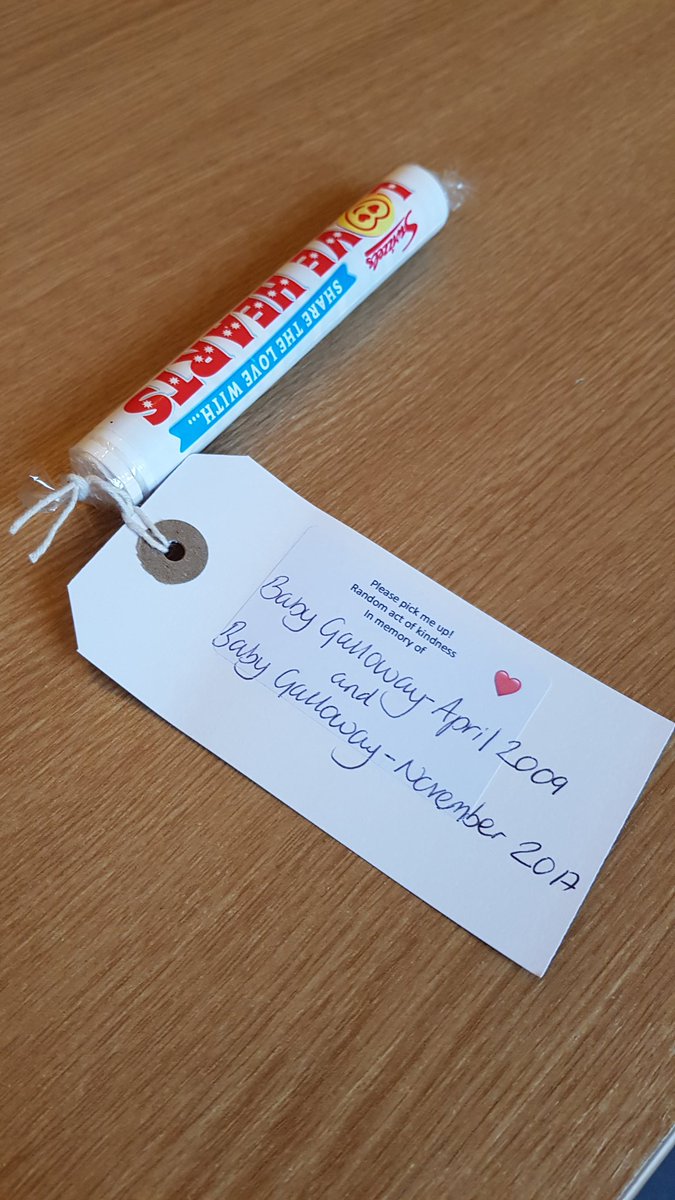 Swizzels
LOVE HEARTS
SHARE THE LOVE WITH...
Please pick me up!
Random act of kindness
In memory of
Baby Galloway - April 2009
and
Baby Galloway - November 2017